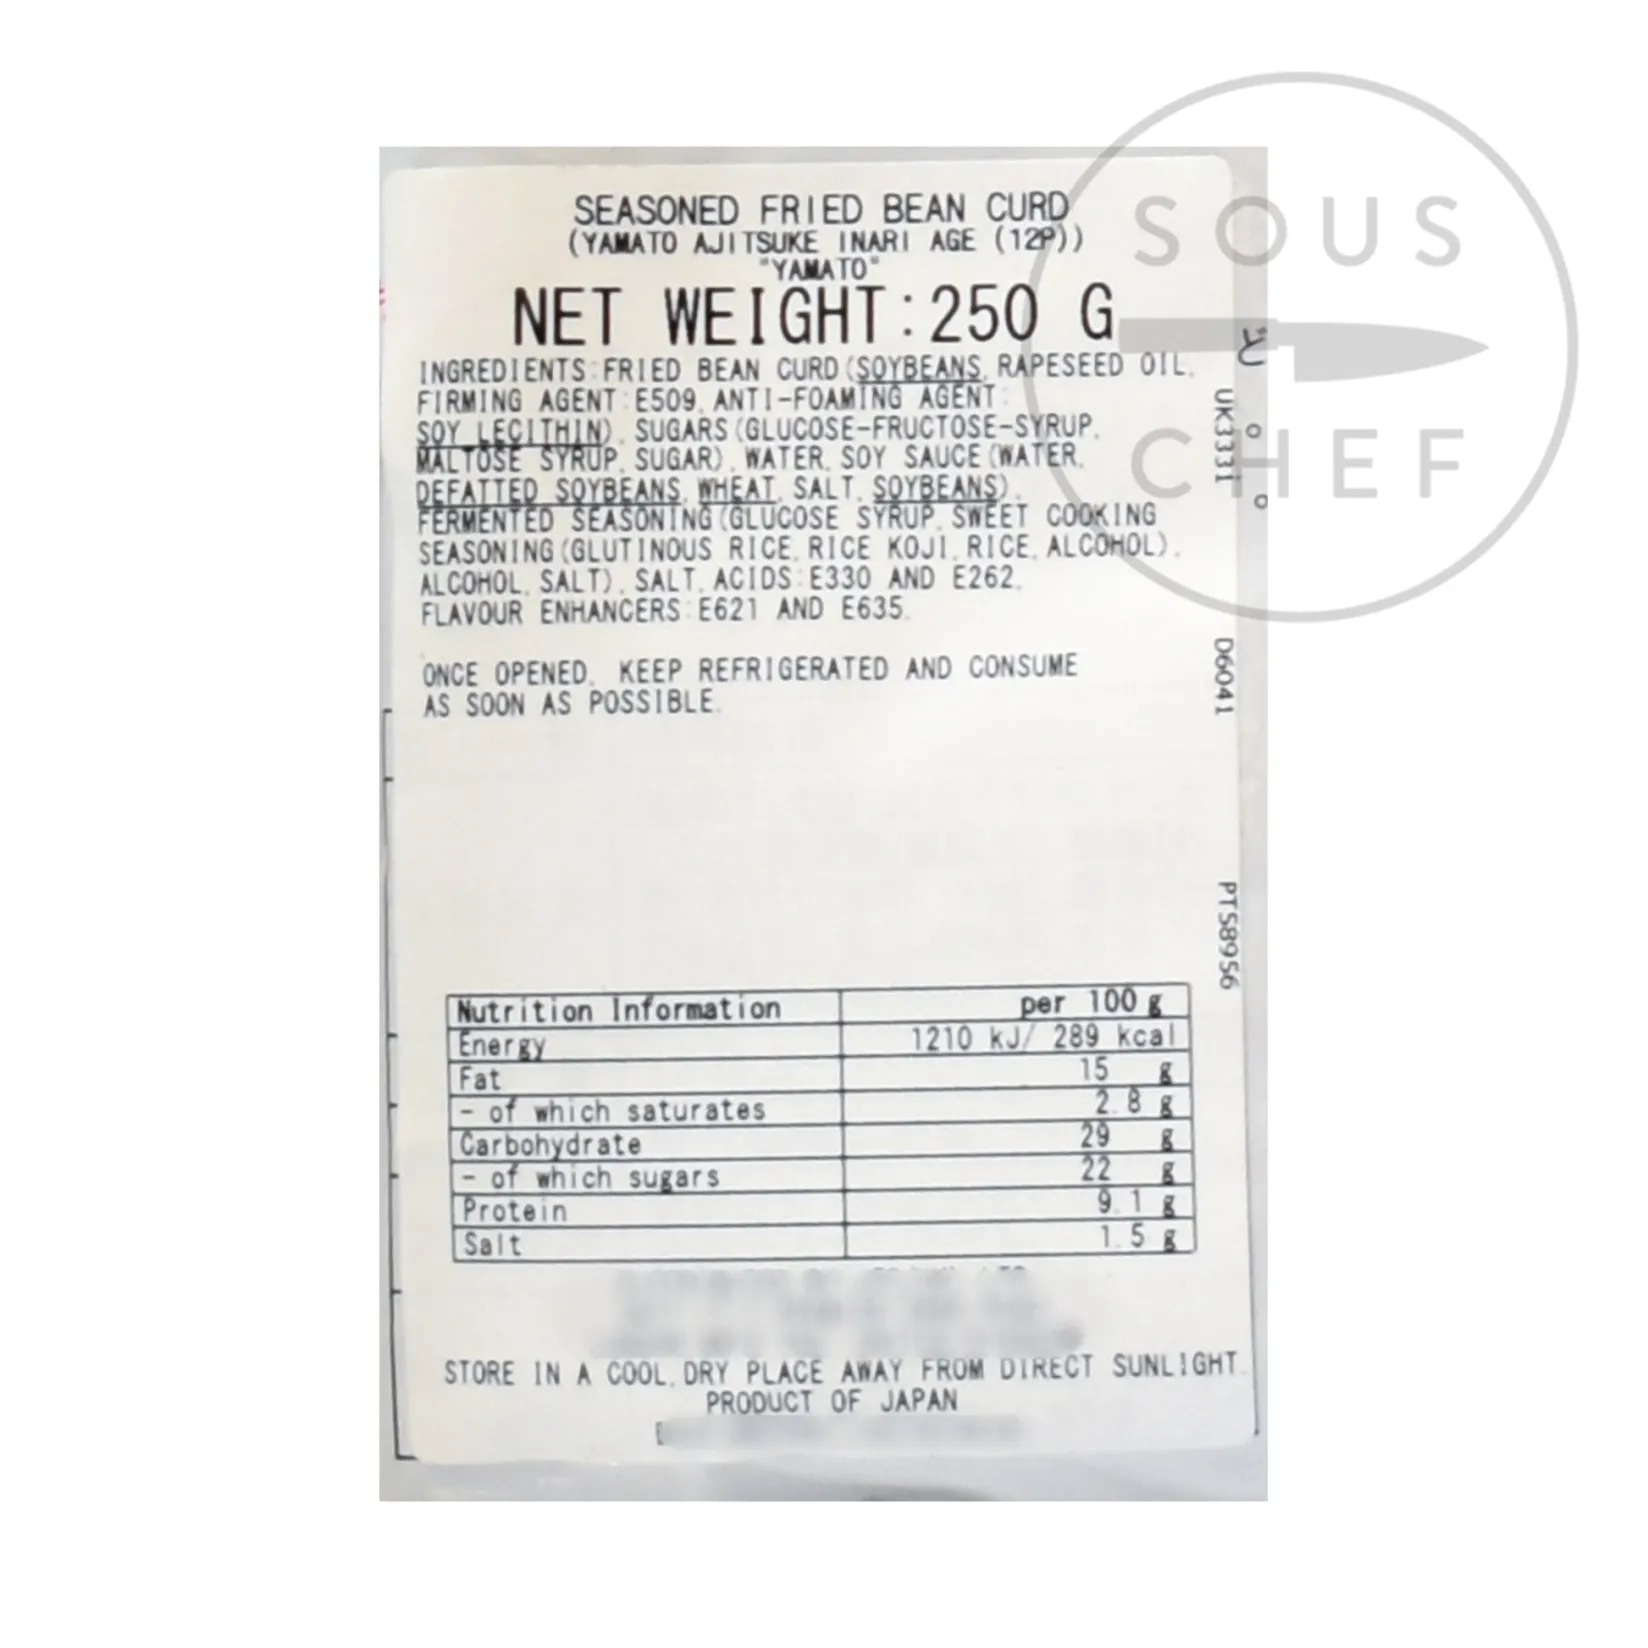 SOUS
CHEF
SEASONED FRIED BEAN CURD
(YAMATO AJITSUKE INARI AGE (12P))
"YAMATO"
NET WEIGHT:250 G
INGREDIENTS:FRIED BEAN CURD(SOYBEANS, RAPESEED OIL,
FIRMING AGENT:E509, ANTI-FOAMING AGENT:
SOY LECITHIN), SUGARS(GLUCOSE-FRUCTOSE-SYRUP,
MALTOSE SYRUP, SUGAR), WATER, SOY SAUCE(WATER,
DEFATTED SOYBEANS, WHEAT, SALT, SOYBEANS),
FERMENTED SEASONING(GLUCOSE SYRUP, SWEET COOKING
SEASONING(GLUTINOUS RICE, RICE KOJI, RICE, ALCOHOL),
ALCOHOL, SALT), SALT, ACIDS:E330 AND E262,
FLAVOUR ENHANCERS:E621 AND E635.
ONCE OPENED, KEEP REFRIGERATED AND CONSUME
AS SOON AS POSSIBLE.
UK3331
D6041
PT58956
Nutrition Information per 100 g
Energy 1210 kJ/ 289 kcal
Fat 15 g
- of which saturates 2.8 g
Carbohydrate 29 g
- of which sugars 22 g
Protein 9.1 g
Salt 1.5 g
STORE IN A COOL, DRY PLACE AWAY FROM DIRECT SUNLIGHT.
PRODUCT OF JAPAN